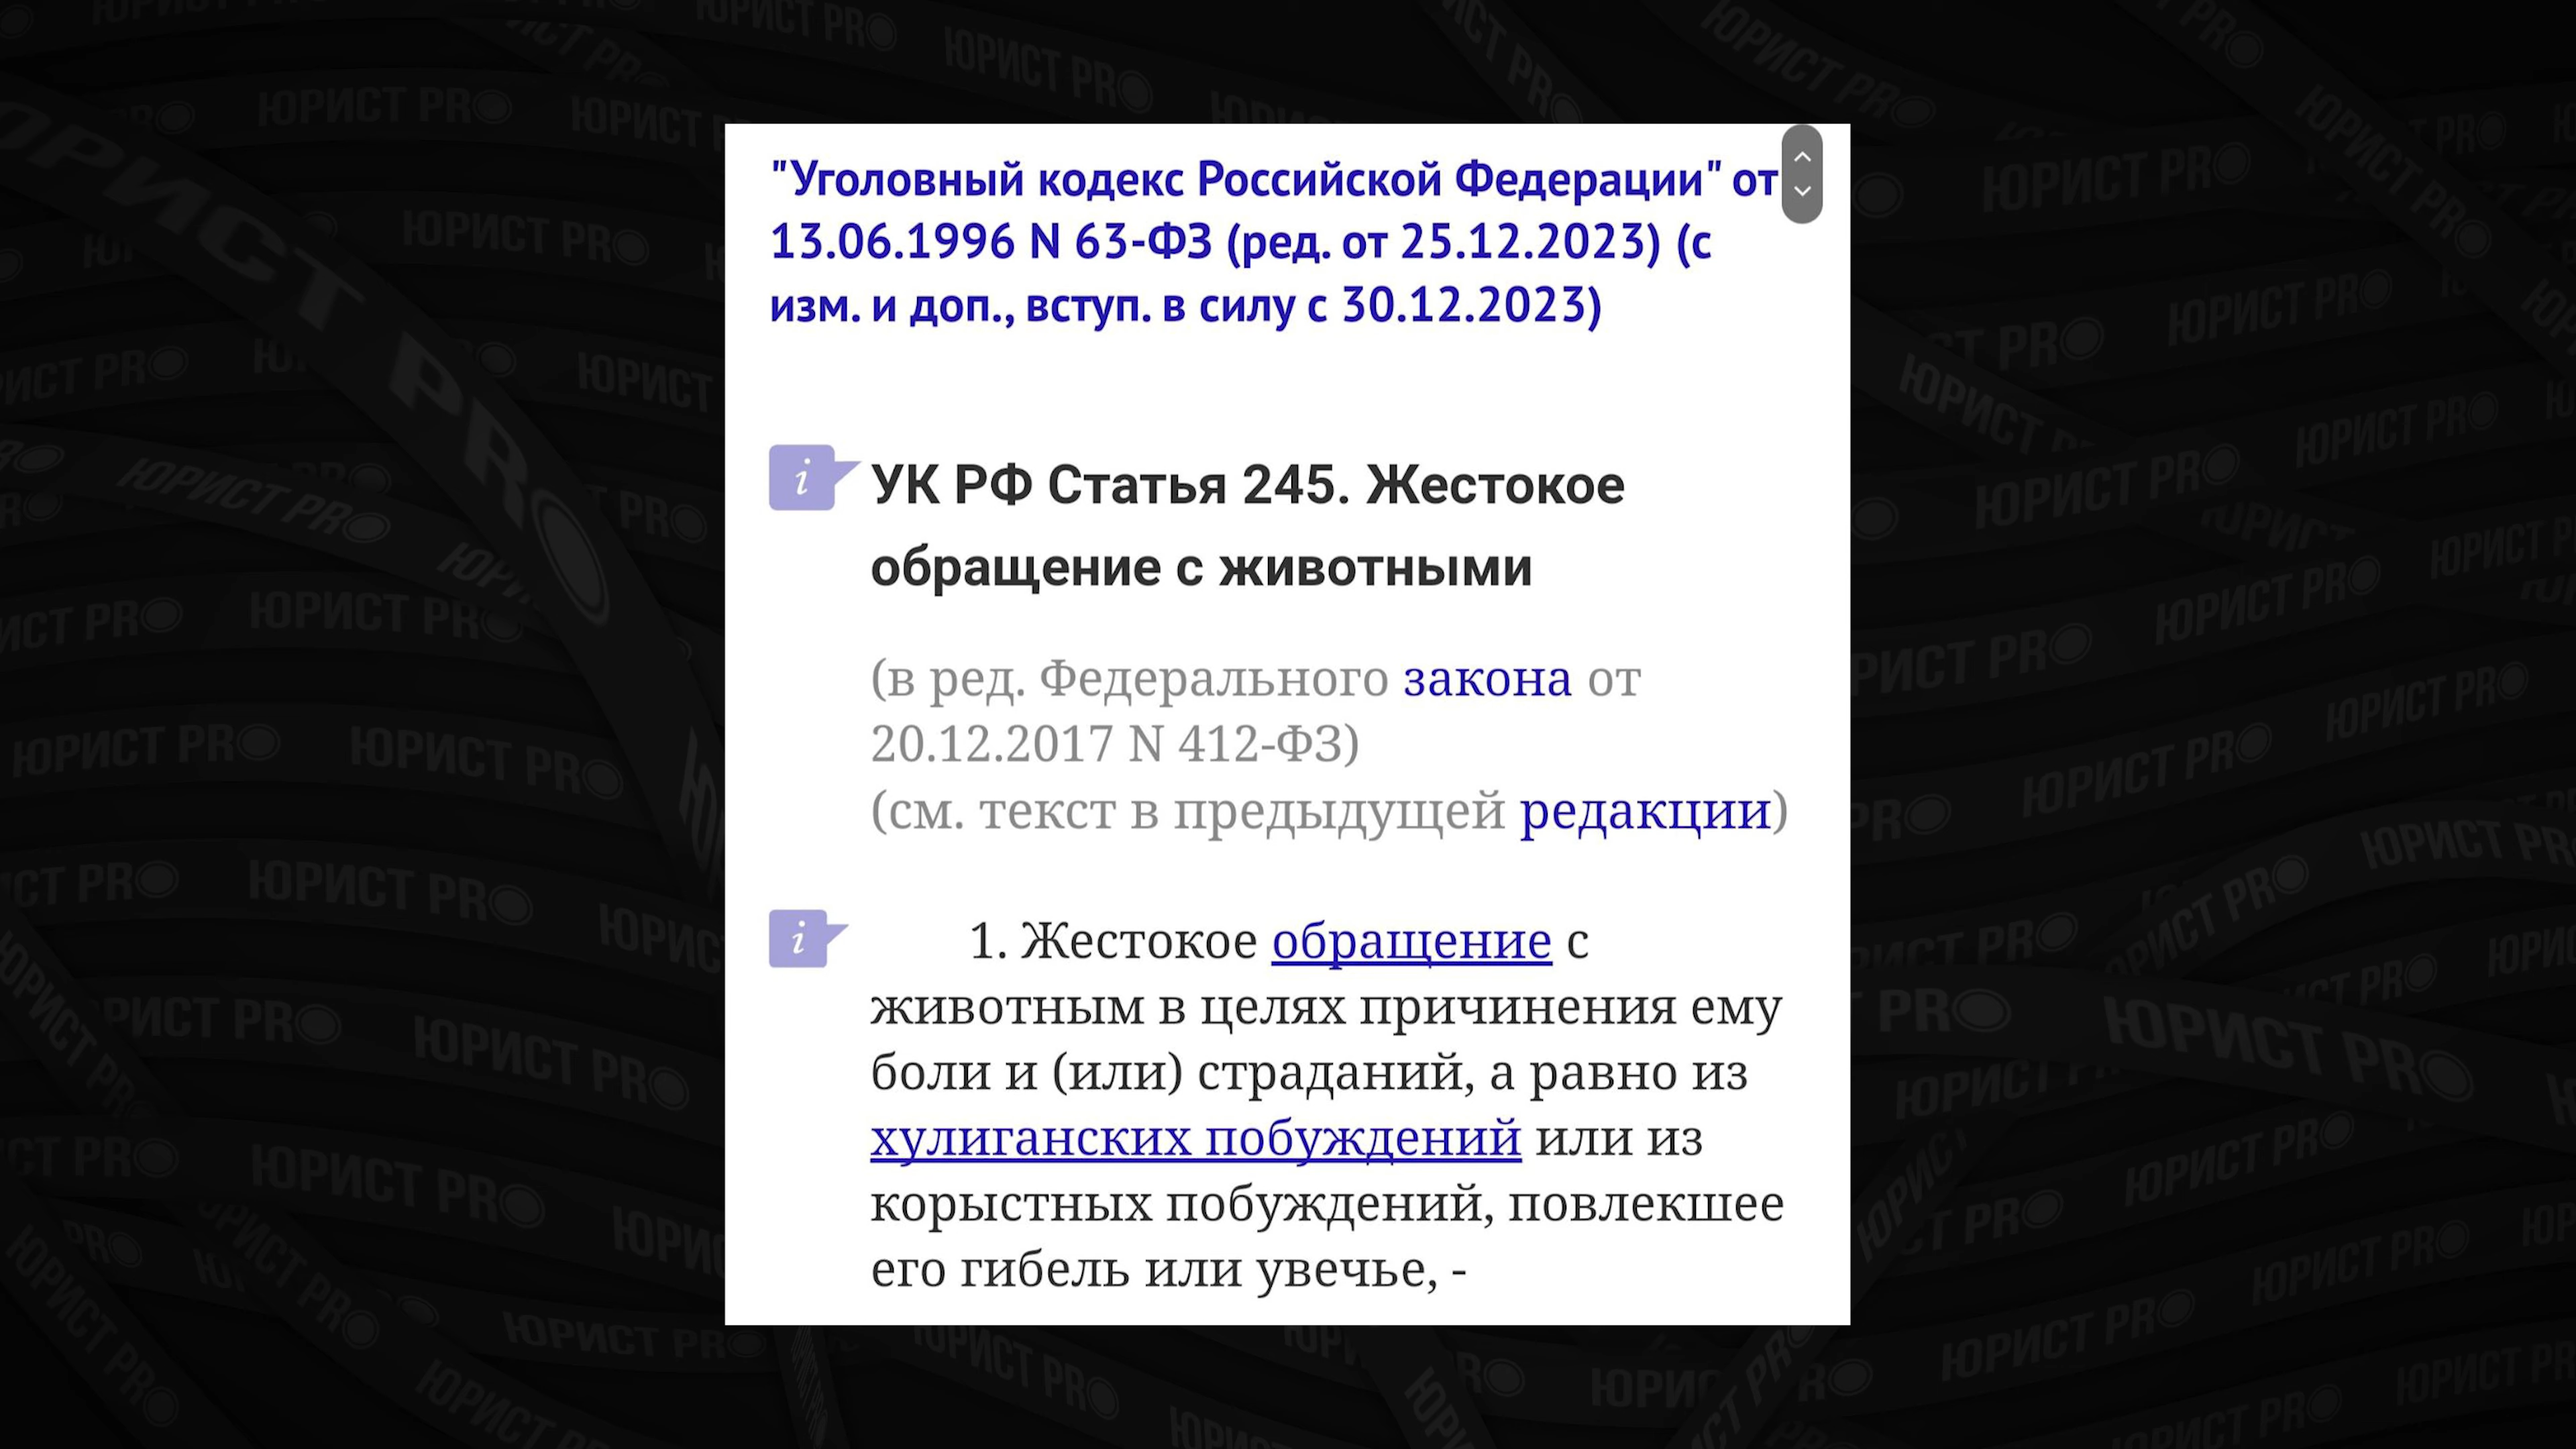 "Уголовный кодекс Российской Федерации" от
13.06.1996 N 63-ФЗ (ред. от 25.12.2023) (с
изм. и доп., вступ. в силу с 30.12.2023)
УК РФ Статья 245. Жестокое
обращение с животными
(в ред. Федерального закона от
20.12.2017 N 412-ФЗ)
(см. текст в предыдущей редакции)
1. Жестокое обращение с
животным в целях причинения ему
боли и (или) страданий, а равно из
хулиганских побуждений или из
корыстных побуждений, повлекшее
его гибель или увечье, -
ЮРИСТ PRO